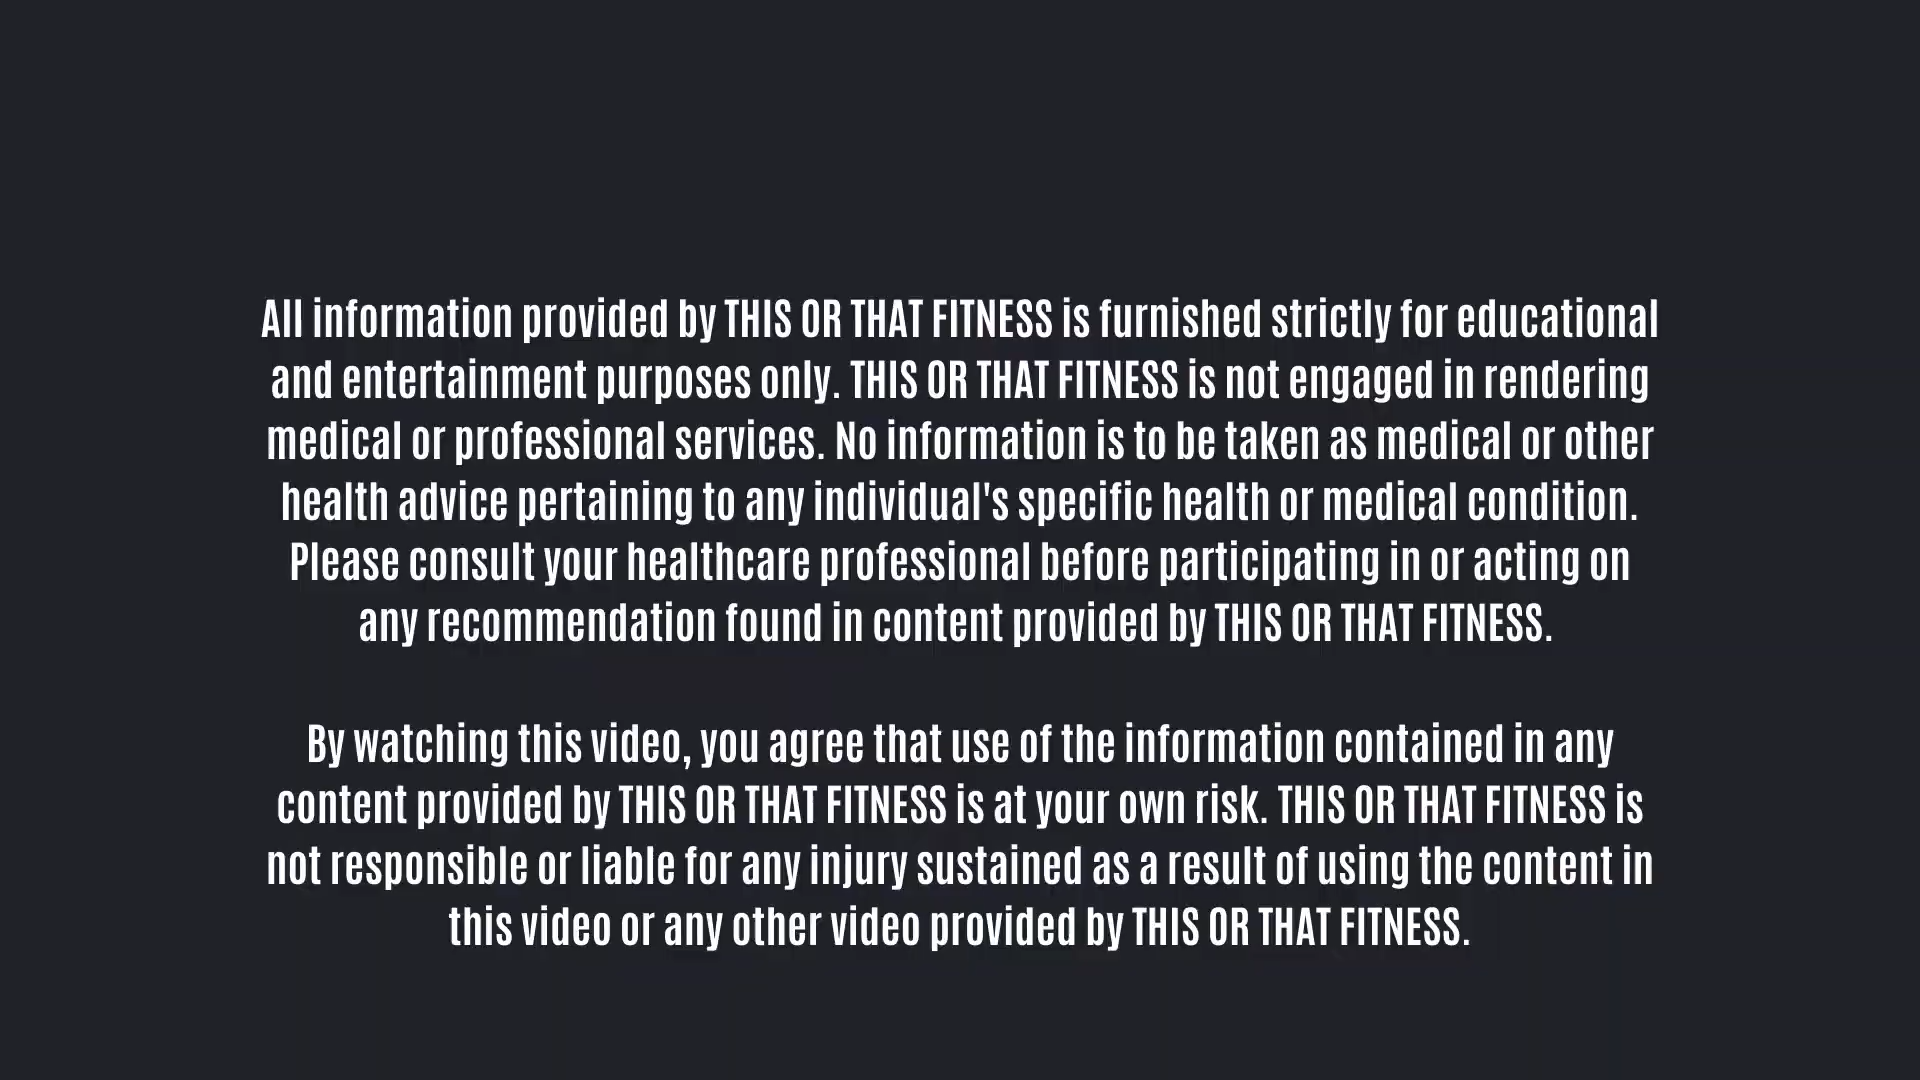 All information provided by THIS OR THAT FITNESS is furnished strictly for educational
and entertainment purposes only. THIS OR THAT FITNESS is not engaged in rendering
medical or professional services. No information is to be taken as medical or other
health advice pertaining to any individual's specific health or medical condition.
Please consult your healthcare professional before participating in or acting on
any recommendation found in content provided by THIS OR THAT FITNESS.
By watching this video, you agree that use of the information contained in any
content provided by THIS OR THAT FITNESS is at your own risk. THIS OR THAT FITNESS is
not responsible or liable for any injury sustained as a result of using the content in
this video or any other video provided by THIS OR THAT FITNESS.